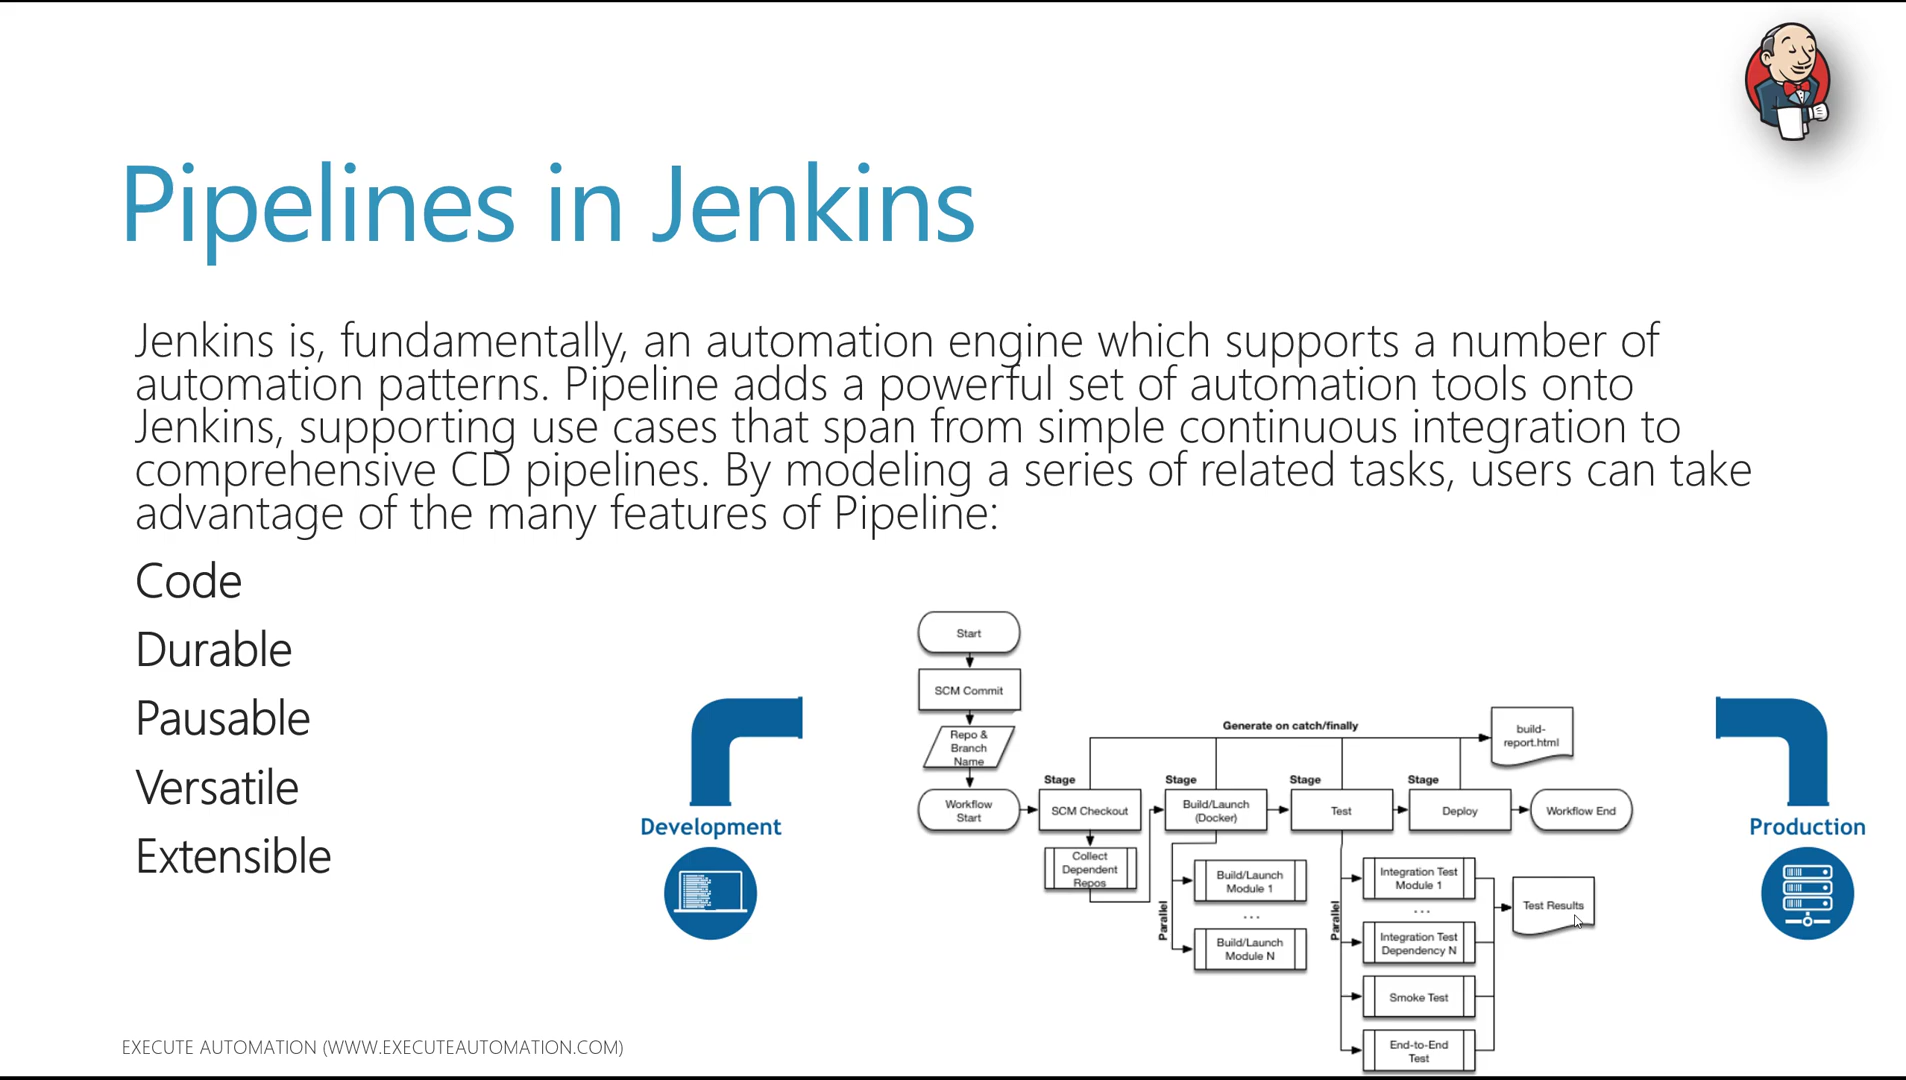 Pipelines in Jenkins
Jenkins is, fundamentally, an automation engine which supports a number of
automation patterns. Pipeline adds a powerful set of automation tools onto
Jenkins, supporting use cases that span from simple continuous integration to
comprehensive CD pipelines. By modeling a series of related tasks, users can take
advantage of the many features of Pipeline:
Code
Durable
Pausable
Versatile
Extensible
Development
Start
SCM Commit
Repo &
Branch
Name
Workflow
Start
Generate on catch/finally
build-
report.html
Stage
SCM Checkout
Collect
Dependent
Repos
Stage
Build/Launch
(Docker)
Parallel
Build/Launch
Module 1
...
Build/Launch
Module N
Stage
Test
Parallel
Integration Test
Module 1
...
Integration Test
Dependency N
Smoke Test
End-to-End
Test
Test Results
Stage
Deploy
Workflow End
Production
EXECUTE AUTOMATION (WWW.EXECUTEAUTOMATION.COM)